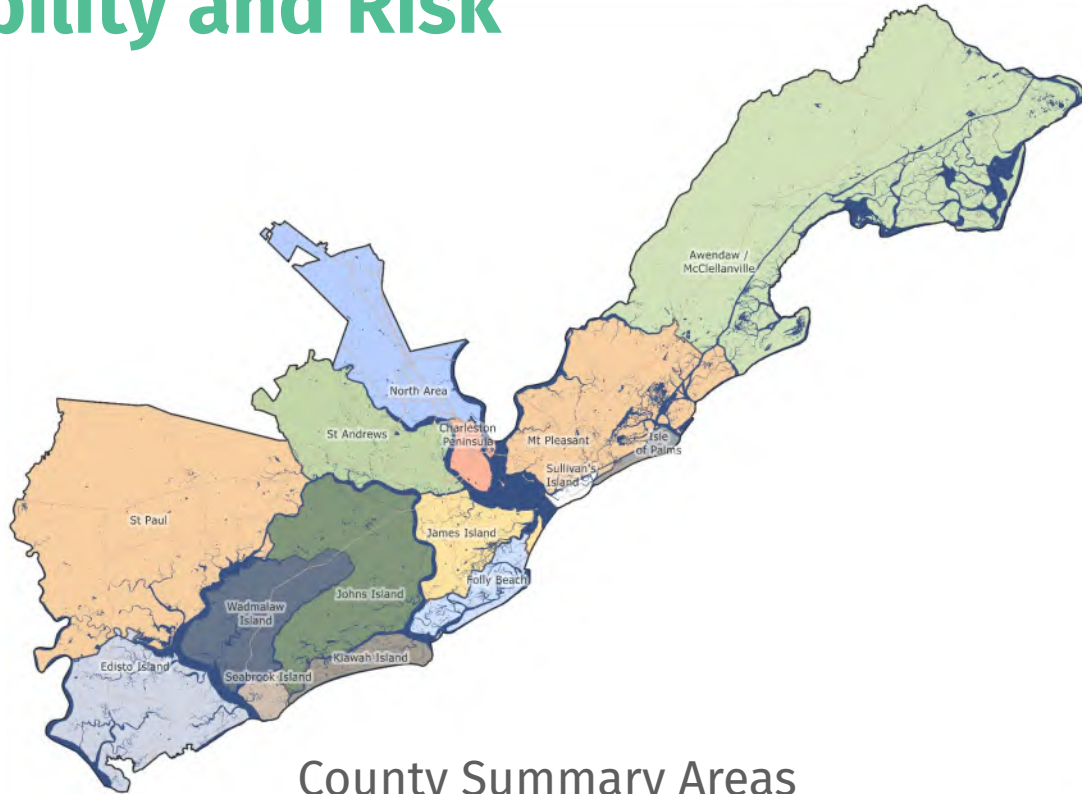 bility and Risk
Awendaw /
McClellanville
North Area
Charleston
Peninsula
St Andrews
Mt Pleasant
Isle
of Palms
Sullivan's
Island
St Paul
James Island
Folly Beach
Johns Island
Wadmalaw
Island
Kiawah Island
Edisto Island
Seabrook Island
County Summary Areas